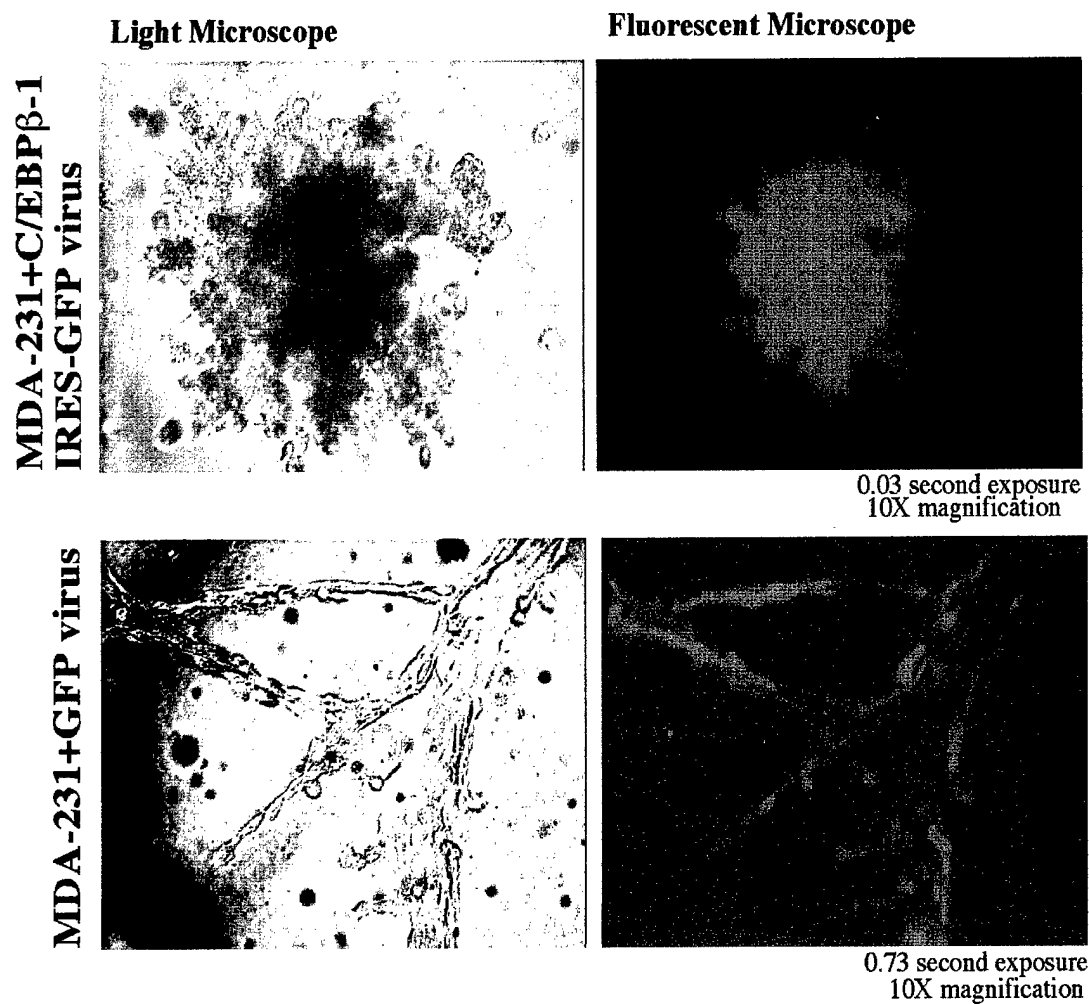 Light Microscope
Fluorescent Microscope
MDA-231+C/EBPβ-1
IRES-GFP virus
0.03 second exposure
10X magnification
MDA-231+GFP virus
0.73 second exposure
10X magnification